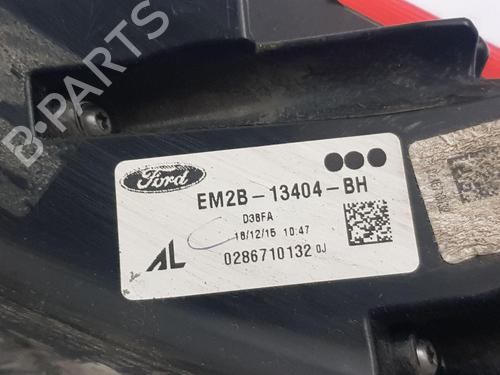 B-PARTS
Ford
EM2B-13404-BH
D38FA
18/12/15 10:47
AL
0286710132 0J